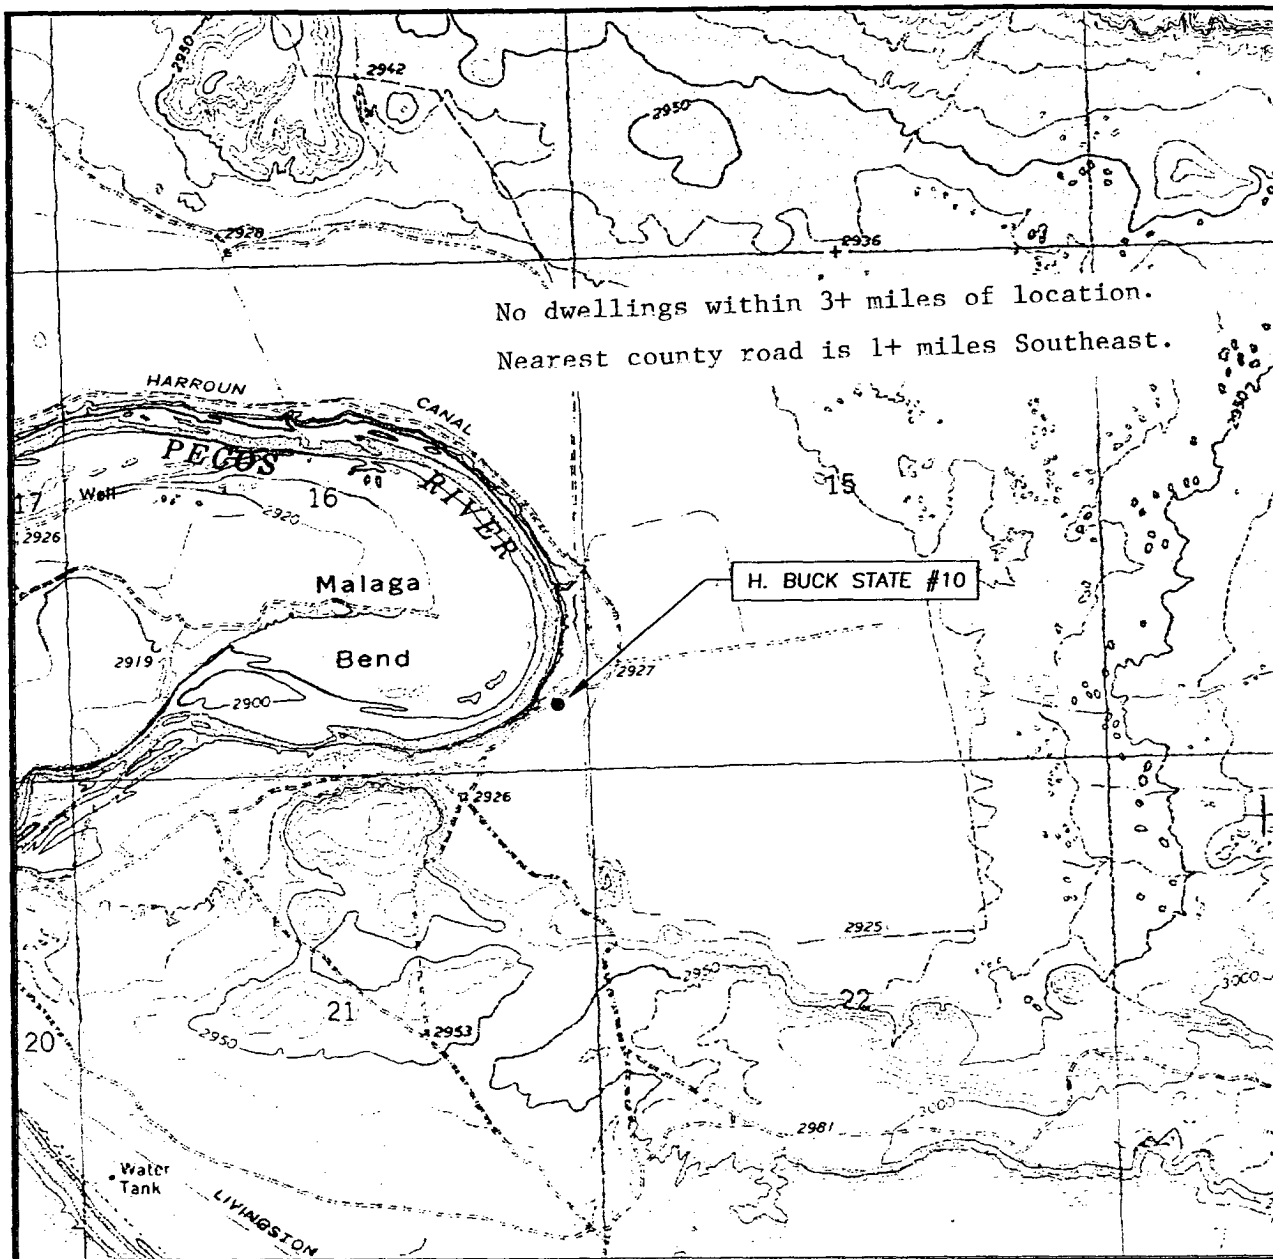 2950
2942
2950
2928
2936
No dwellings within 3+ miles of location.
Nearest county road is 1+ miles Southeast.
HARROUN
CANAL
2950
PECOS
RIVER
17
Well
16
15
2920
2926
Malaga
H. BUCK STATE #10
Bend
2919
2927
2900
2926
2925
2950
3000
21
22
2950
2953
20
3000
2981
Water
Tank
LIVINGSTON